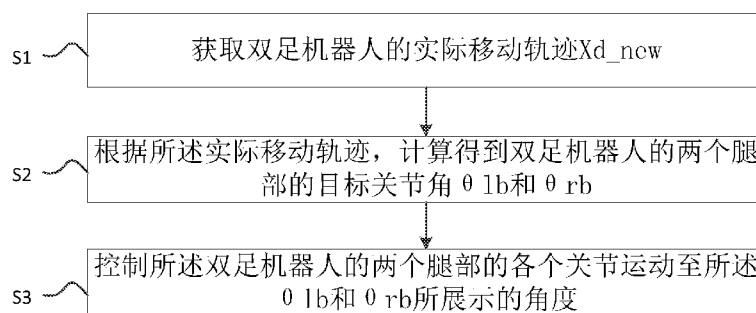 S1 获取双足机器人的实际移动轨迹Xd_new
S2 根据所述实际移动轨迹，计算得到双足机器人的两个腿
部的目标关节角θlb和θrb
S3 控制所述双足机器人的两个腿部的各个关节运动至所述
θlb和θrb所展示的角度